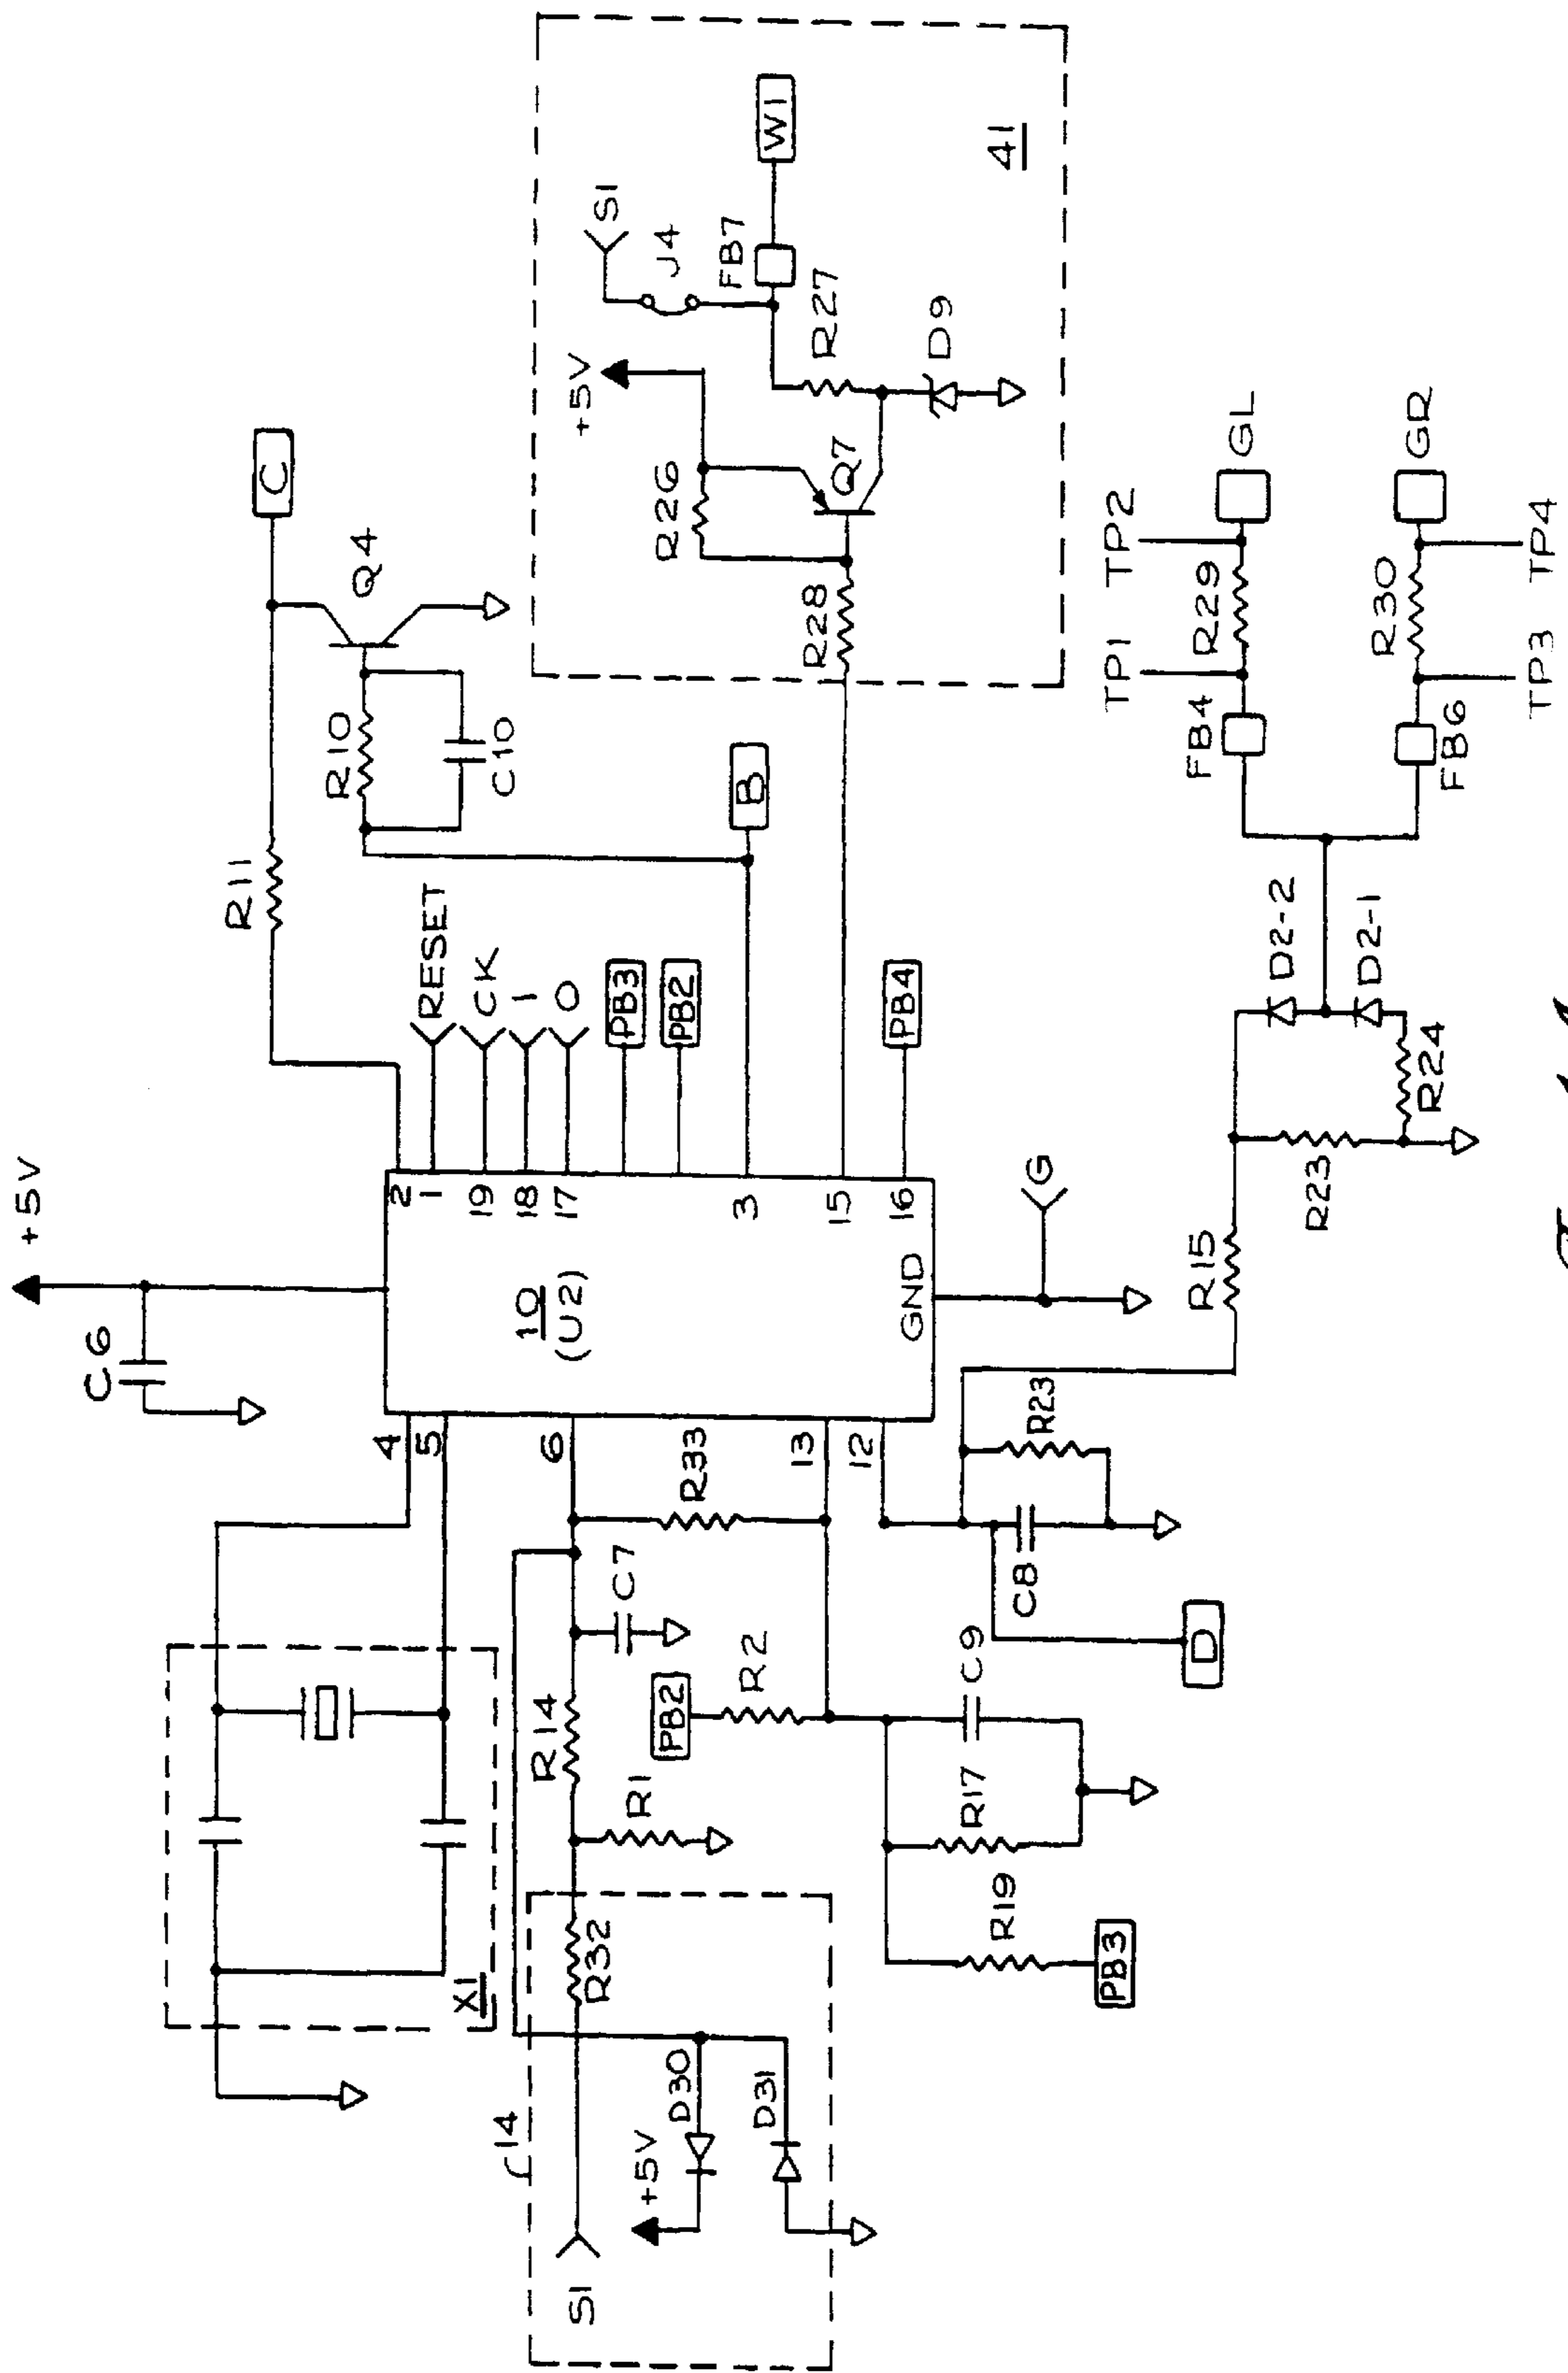 +5V
C6
4
5
6
13
12
2
1
19
18
17
3
15
16
10
(U2)
GND
G
R11
C
Q4
R10
C10
RESET
CK
1
0
PB3
PB2
B
PB4
+5V
S1
J4
FB7
W1
R26
R27
Q7
D9
R28
41
X1
14
S1
R32
+5V
D30
D31
R14
R1
C7
R33
PB2
R2
C9
R17
R19
PB3
C8
R23
D
R15
R23
R24
D2-2
D2-1
FB4
FB6
TP1
TP2
R29
GL
R30
GR
TP3
TP4